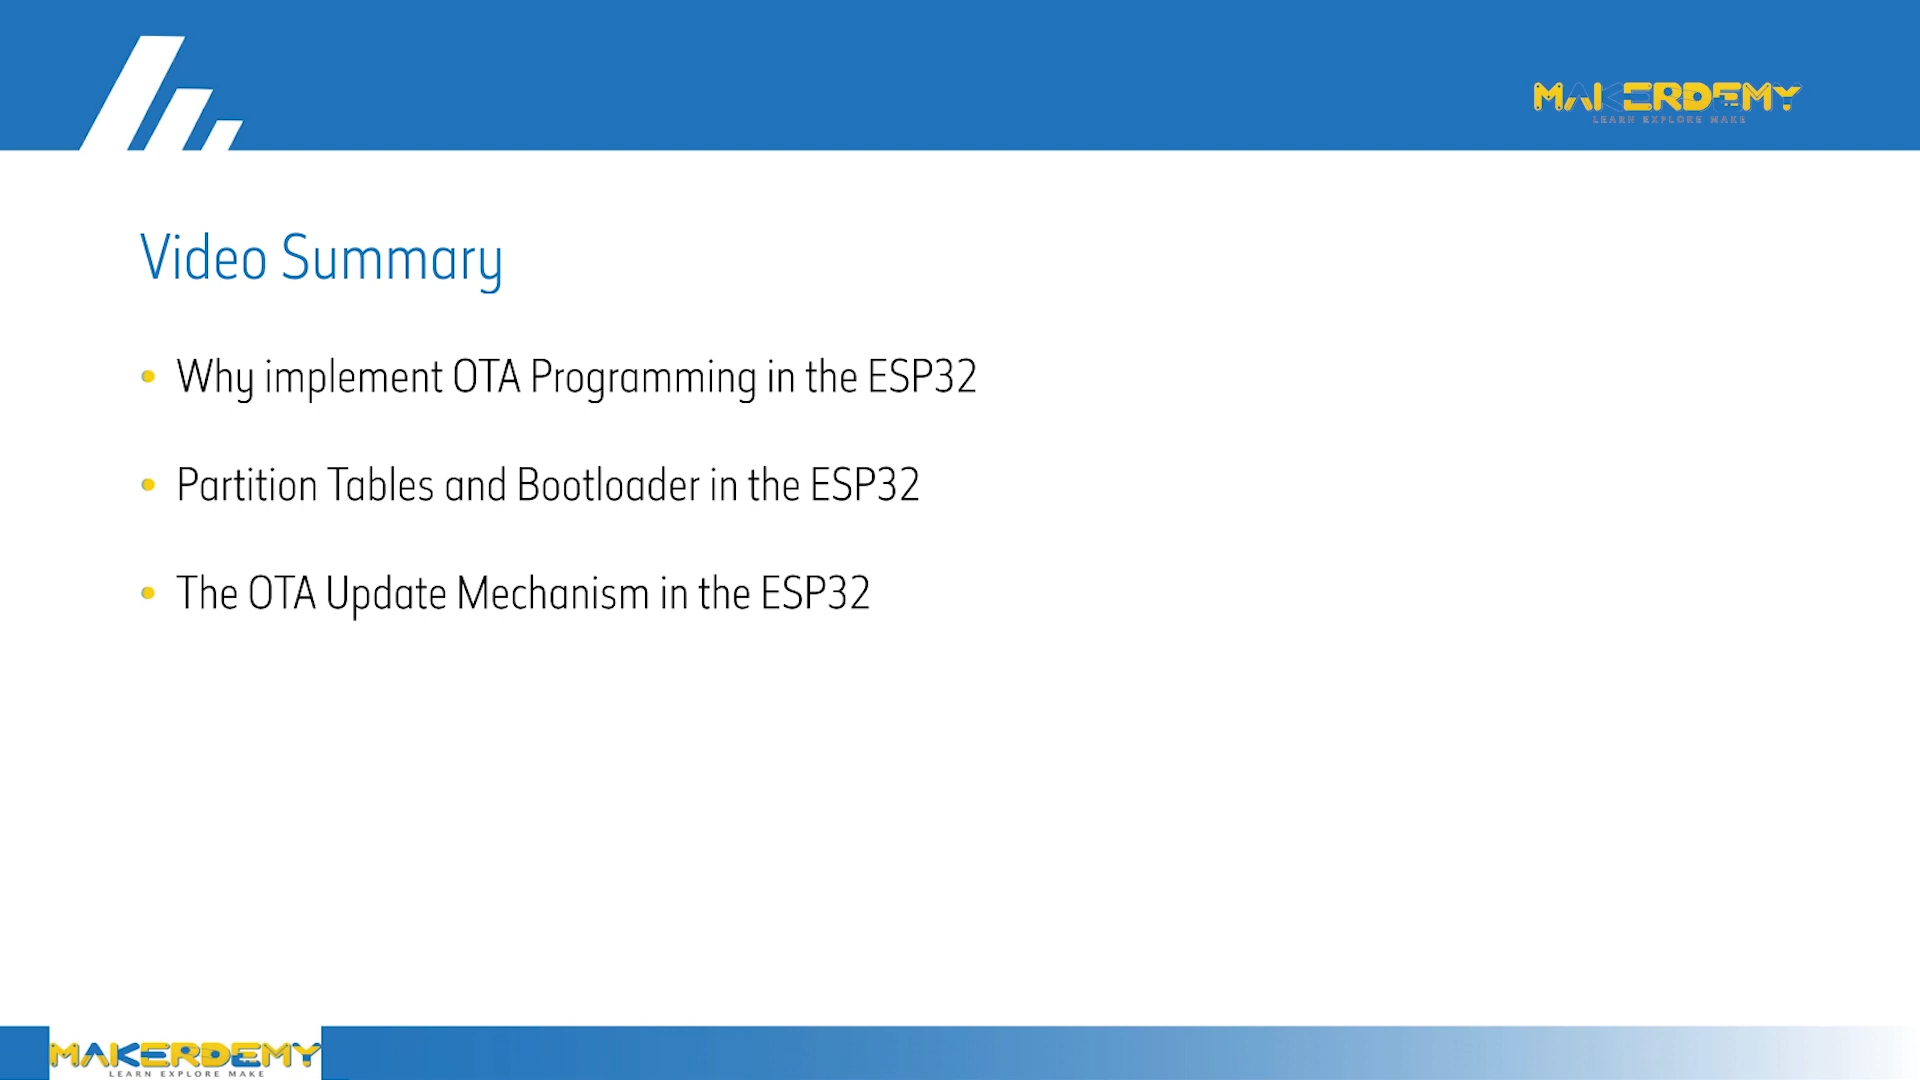 MAKERDEMY
LEARN EXPLORE MAKE
Video Summary
• Why implement OTA Programming in the ESP32
• Partition Tables and Bootloader in the ESP32
• The OTA Update Mechanism in the ESP32
MAKERDEMY
LEARN EXPLORE MAKE